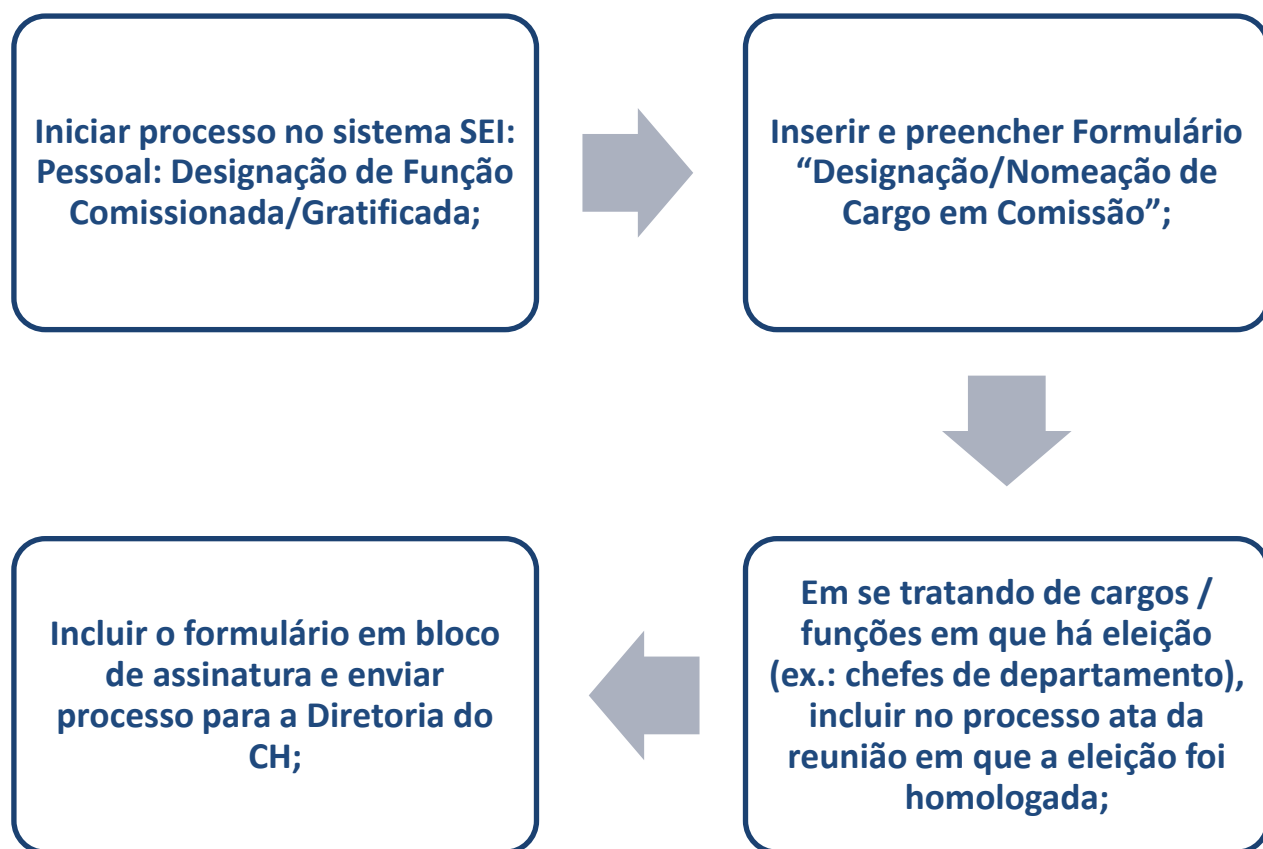 Iniciar processo no sistema SEI:
Pessoal: Designação de Função
Comissionada/Gratificada;
Inserir e preencher Formulário
“Designação/Nomeação de
Cargo em Comissão”;
Em se tratando de cargos /
funções em que há eleição
(ex.: chefes de departamento),
incluir no processo ata da
reunião em que a eleição foi
homologada;
Incluir o formulário em bloco
de assinatura e enviar
processo para a Diretoria do
CH;